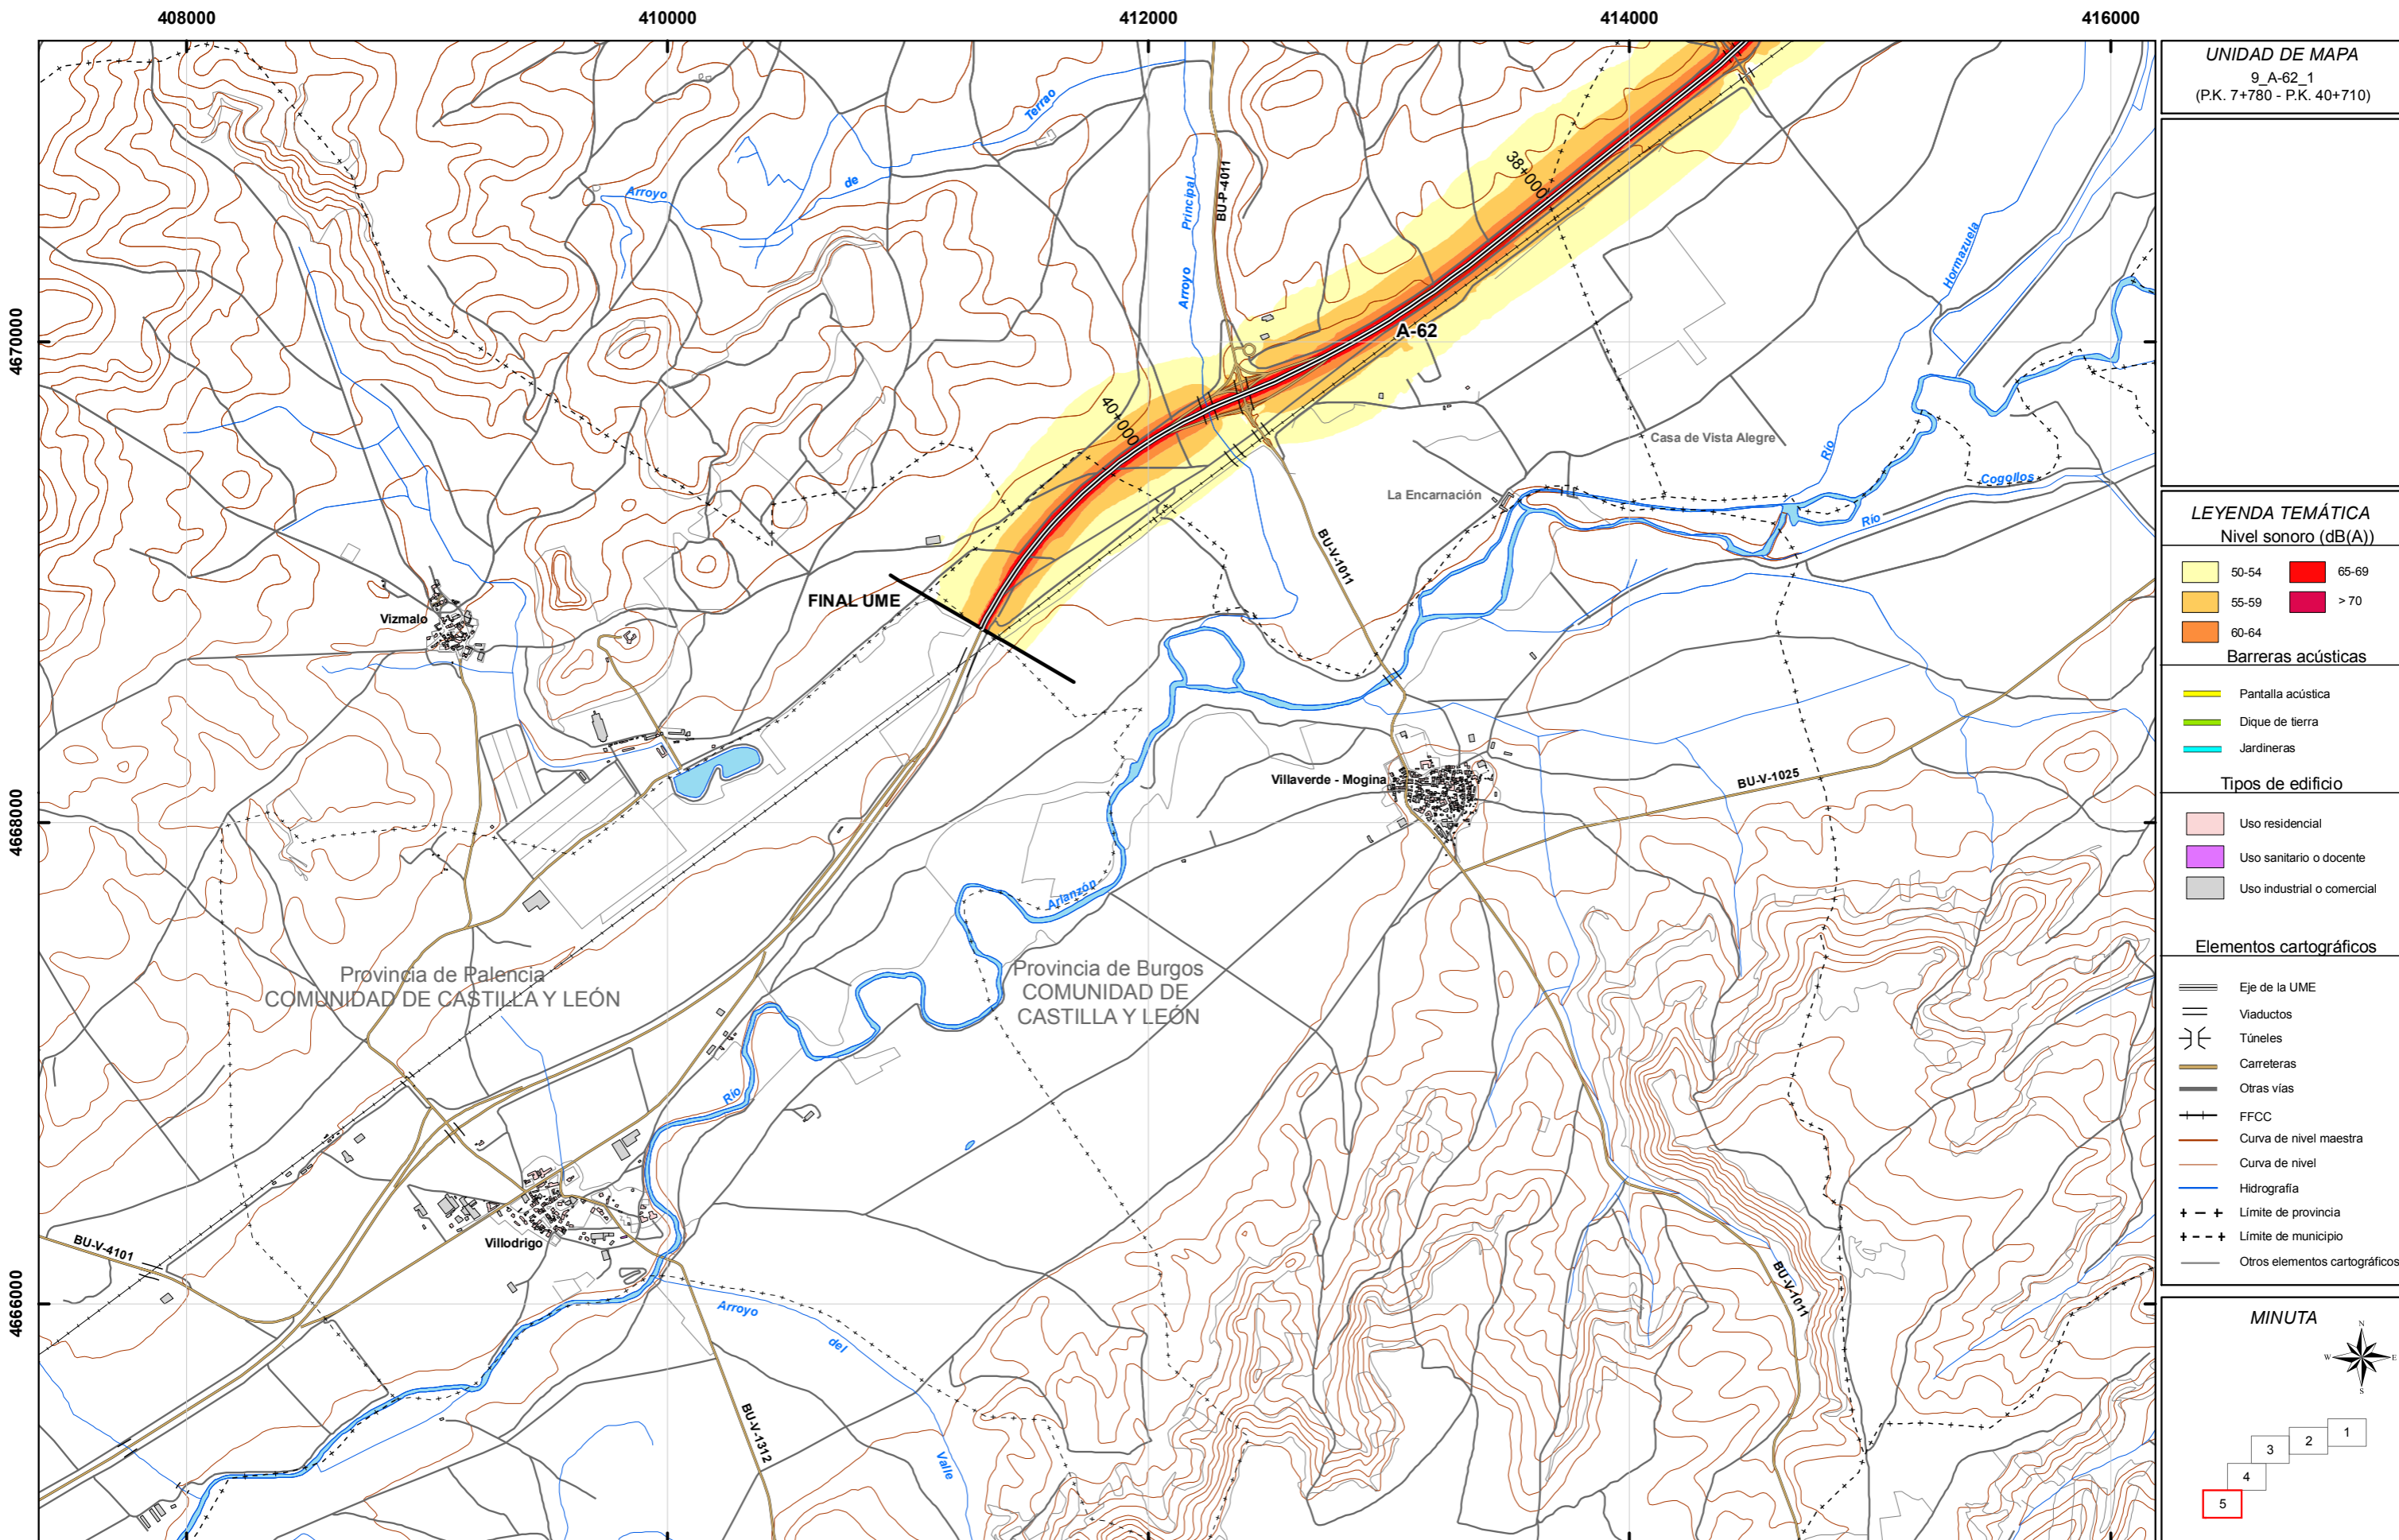 408000
410000
412000
414000
416000
4670000
4668000
4666000
Terrao
de
Arroyo
Principal
Arroyo
BU-P-4011
38+000
Hormazuela
Río
A-62
40+000
Casa de Vista Alegre
La Encarnación
Cogollos
Río
BU-V-1011
FINAL UME
Vizmalo
Villaverde - Mogina
BU-V-1025
Arlanzón
Provincia de Palencia
COMUNIDAD DE CASTILLA Y LEÓN
Provincia de Burgos
COMUNIDAD DE
CASTILLA Y LEÓN
Río
Villodrigo
BU-V-4101
Arroyo
del
Valle
BU-V-1312
BU-V-1011
UNIDAD DE MAPA
9_A-62_1
(P.K. 7+780 - P.K. 40+710)
LEYENDA TEMÁTICA
Nivel sonoro (dB(A))
50-54
65-69
55-59
> 70
60-64
Barreras acústicas
Pantalla acústica
Dique de tierra
Jardineras
Tipos de edificio
Uso residencial
Uso sanitario o docente
Uso industrial o comercial
Elementos cartográficos
Eje de la UME
Viaductos
Túneles
Carreteras
Otras vías
FFCC
Curva de nivel maestra
Curva de nivel
Hidrografía
Límite de provincia
Límite de municipio
Otros elementos cartográficos
MINUTA
N
W
E
S
1
2
3
4
5